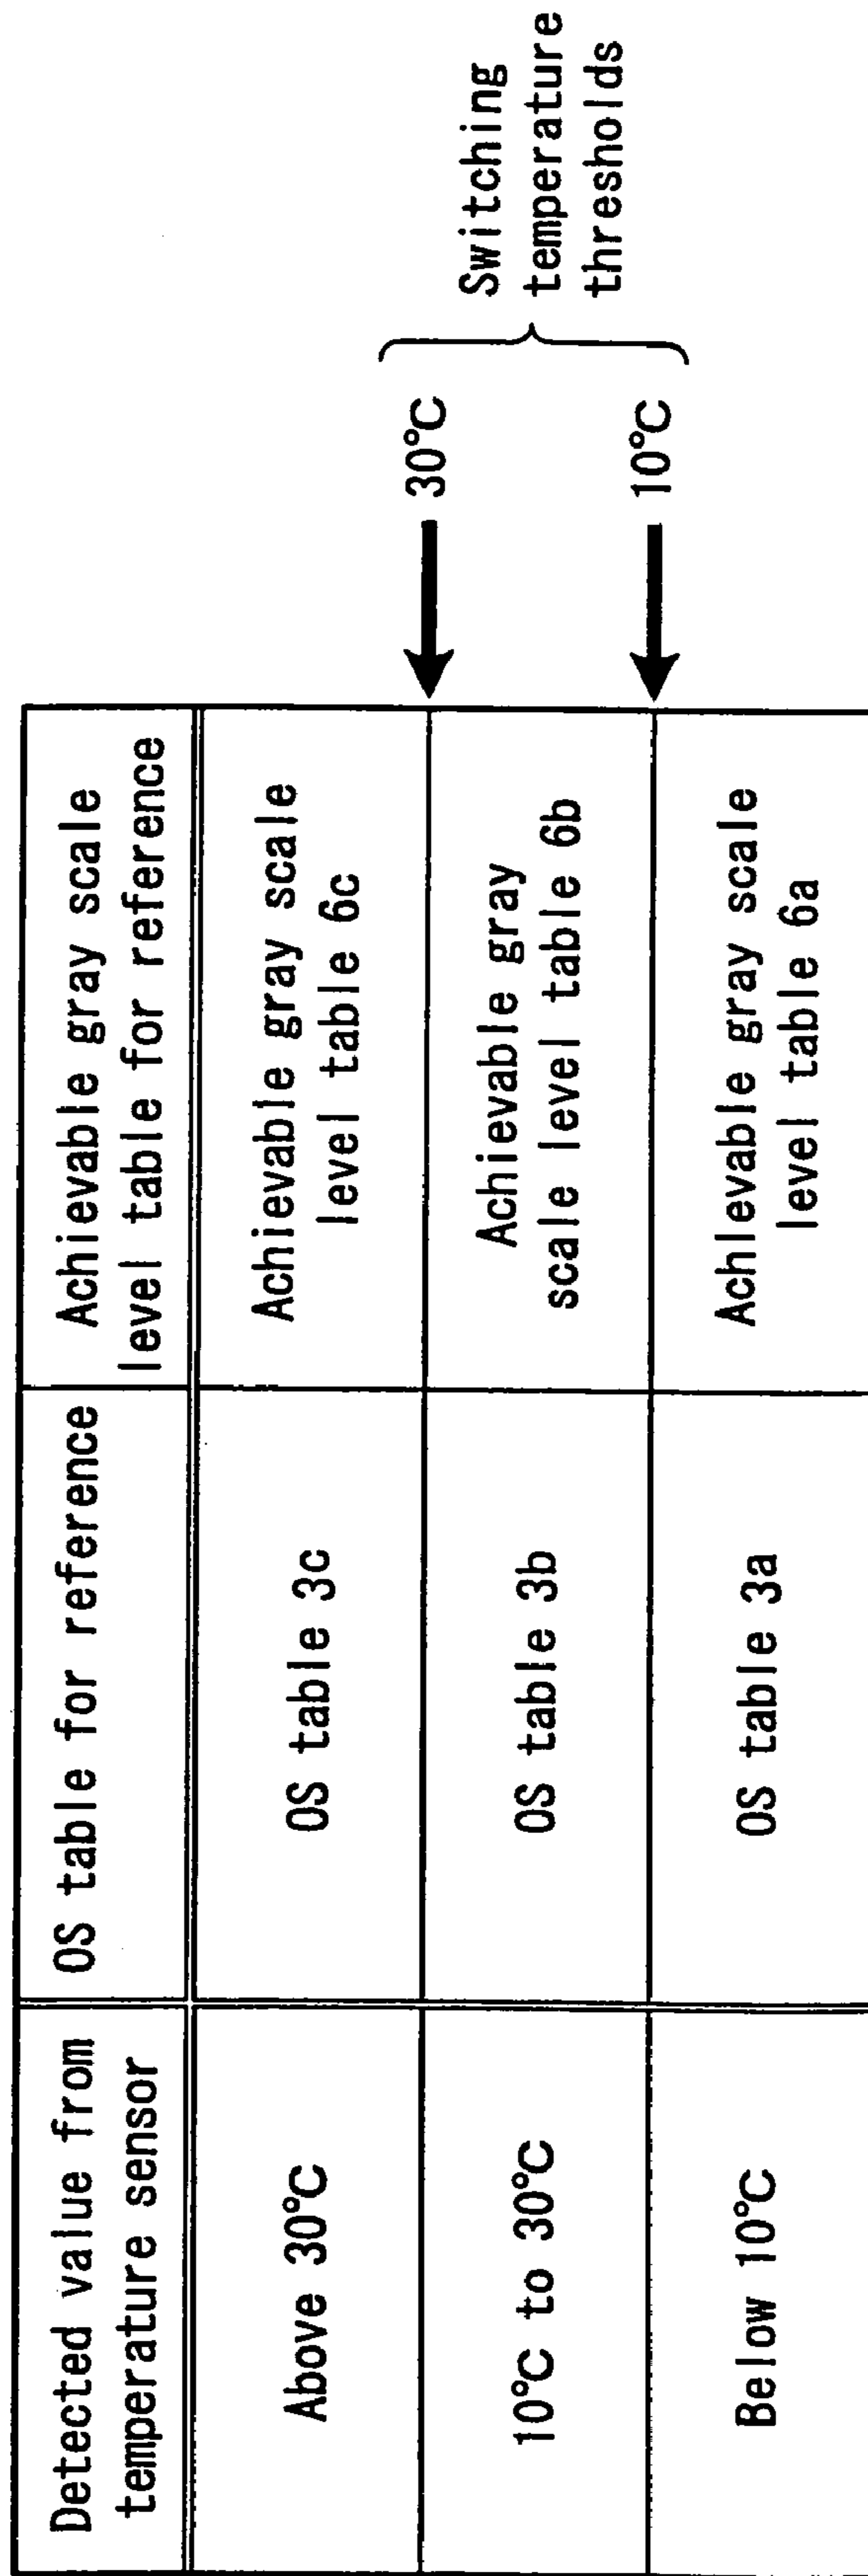 Detected value from
temperature sensor
OS table for reference
Achievable gray scale
level table for reference
Above 30°C
OS table 3c
Achievable gray scale
level table 6c
10°C to 30°C
OS table 3b
Achievable gray
scale level table 6b
Below 10°C
OS table 3a
Achievable gray scale
level table 6a
30°C
10°C
Switching
temperature
thresholds